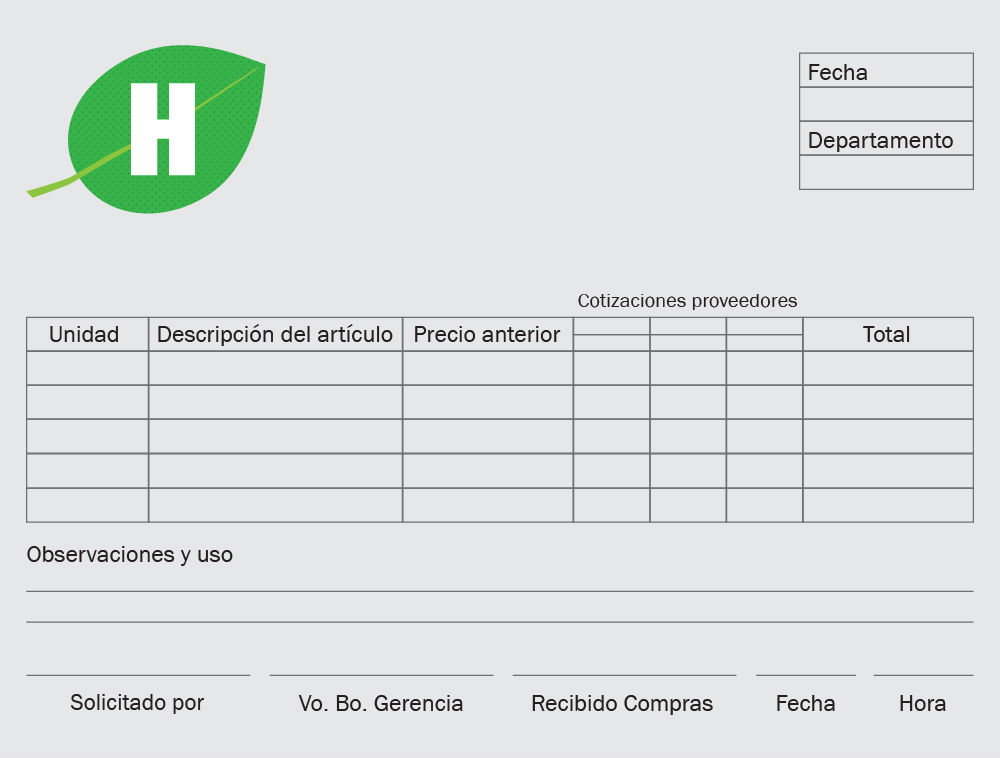 H
Fecha
Departamento
Cotizaciones proveedores
Unidad Descripción del artículo Precio anterior Total
Observaciones y uso
Solicitado por Vo. Bo. Gerencia Recibido Compras Fecha Hora